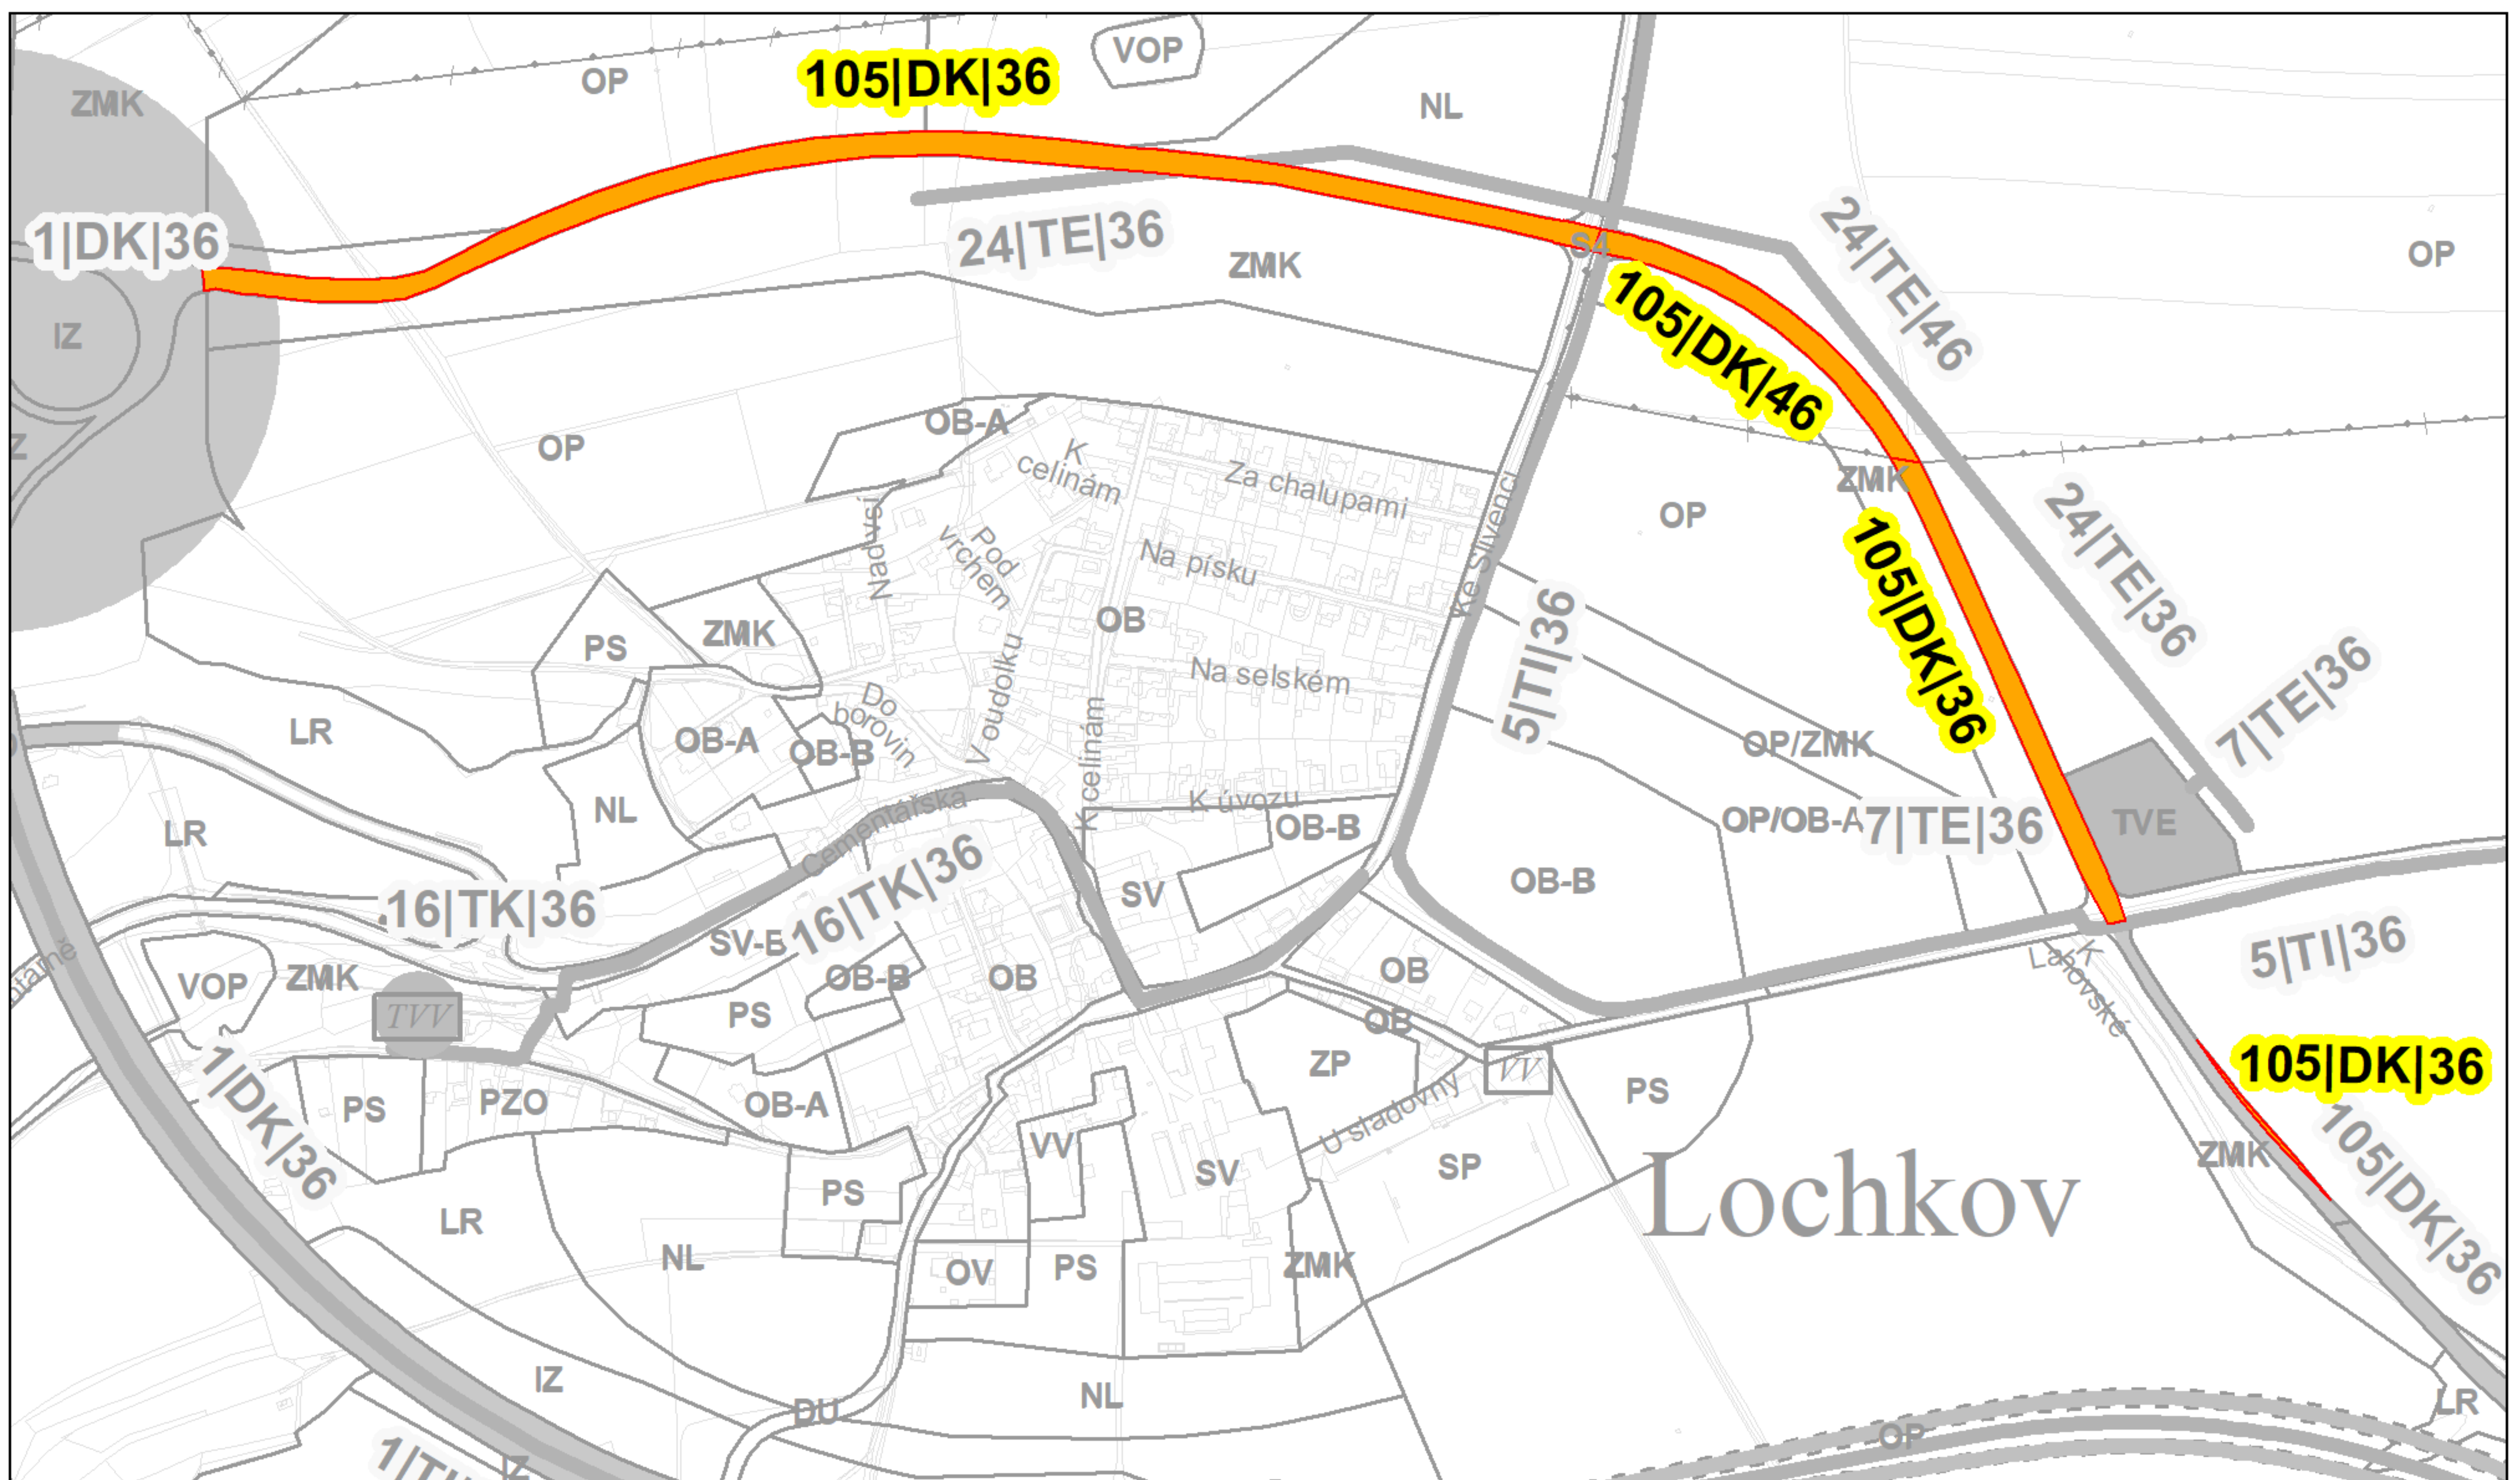 VOP
OP
105|DK|36
ZMK
NL
1|DK|36
24|TE|36
S4
ZMK
24|TE|46
OP
IZ
105|DK|46
OB-A
OP
K
celinám
Za chalupami
ZMK
OP
24|TE|36
Nade vsí
Pod
vrchem
Na písku
Ke Slivenci
105|DK|36
PS
ZMK
OB
5|TI|36
Na selském
7|TE|36
LR
OB-A
OB-B
Do
borovin
V oudolku
K celinám
OP/ZMK
NL
LR
Cementářská
K úvozu
OB-B
OP/OB-A
7|TE|36
TVE
OB-B
SV
16|TK|36
16|TK|36
SV-B
VOP
ZMK
OB-B
OB
OB
5|TI|36
K
Lahovské
TVV
PS
OB
ZP
VV
PS
105|DK|36
1|DK|36
PS
PZO
OB-A
U sladovny
VV
SV
SP
ZMK
105|DK|36
PS
LR
Lochkov
NL
OV
PS
ZMK
IZ
DU
NL
LR
OP
IZ